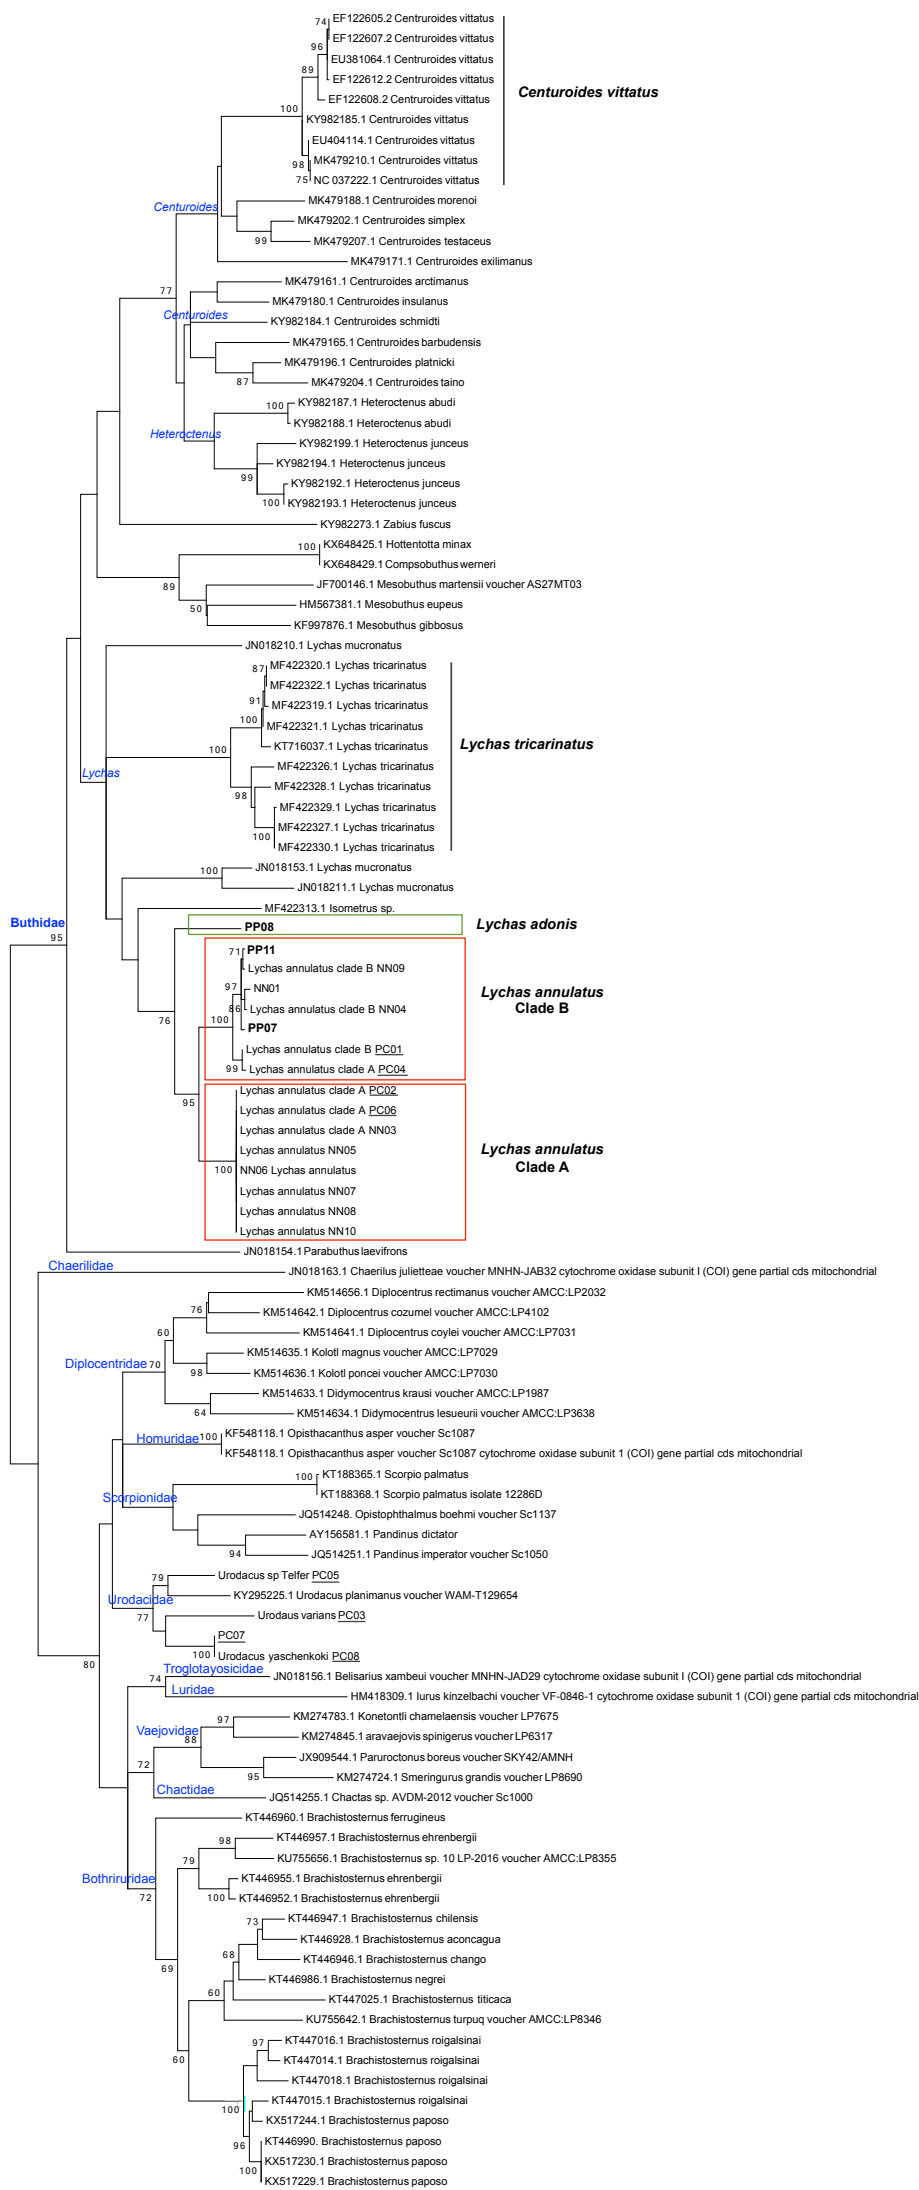 74
EF122605.2 Centruroides vittatus
EF122607.2 Centruroides vittatus
96
EU381064.1 Centruroides vittatus
89
EF122612.2 Centruroides vittatus
Centuroides vittatus
EF122608.2 Centruroides vittatus
100
KY982185.1 Centruroides vittatus
EU404114.1 Centruroides vittatus
98
MK479210.1 Centruroides vittatus
75
NC 037222.1 Centruroides vittatus
MK479188.1 Centruroides morenoi
Centuroides
MK479202.1 Centruroides simplex
99
MK479207.1 Centruroides testaceus
MK479171.1 Centruroides exilimanus
MK479161.1 Centruroides arctimanus
77
MK479180.1 Centruroides insulanus
Centuroides
KY982184.1 Centruroides schmidti
MK479165.1 Centruroides barbudensis
MK479196.1 Centruroides platnicki
87
MK479204.1 Centruroides taino
100
KY982187.1 Heteroctenus abudi
KY982188.1 Heteroctenus abudi
Heteroctenus
KY982199.1 Heteroctenus junceus
KY982194.1 Heteroctenus junceus
99
KY982192.1 Heteroctenus junceus
100
KY982193.1 Heteroctenus junceus
KY982273.1 Zabius fuscus
100
KX648425.1 Hottentotta minax
KX648429.1 Compsobuthus werneri
89
JF700146.1 Mesobuthus martensii voucher AS27MT03
50
HM567381.1 Mesobuthus eupeus
KF997876.1 Mesobuthus gibbosus
JN018210.1 Lychas mucronatus
87
MF422320.1 Lychas tricarinatus
MF422322.1 Lychas tricarinatus
91
MF422319.1 Lychas tricarinatus
100
MF422321.1 Lychas tricarinatus
100
KT716037.1 Lychas tricarinatus
Lychas tricarinatus
MF422326.1 Lychas tricarinatus
Lychas
98
MF422328.1 Lychas tricarinatus
MF422329.1 Lychas tricarinatus
100
MF422327.1 Lychas tricarinatus
MF422330.1 Lychas tricarinatus
100
JN018153.1 Lychas mucronatus
JN018211.1 Lychas mucronatus
MF422313.1 Isometrus sp.
Buthidae
95
PP08
Lychas adonis
71
PP11
Lychas annulatus clade B NN09
97
NN01
86
Lychas annulatus clade B NN04
76
100
PP07
Lychas annulatus
Clade B
Lychas annulatus clade B PC01
99
Lychas annulatus clade A PC04
Lychas annulatus clade A PC02
95
Lychas annulatus clade A PC06
Lychas annulatus clade A NN03
Lychas annulatus NN05
100
NN06 Lychas annulatus
Lychas annulatus
Clade A
Lychas annulatus NN07
Lychas annulatus NN08
Lychas annulatus NN10
JN018154.1 Parabuthus laevifrons
Chaerilidae
JN018163.1 Chaerilus julietteae voucher MNHN-JAB32 cytochrome oxidase subunit I (COI) gene partial cds mitochondrial
KM514656.1 Diplocentrus rectimanus voucher AMCC:LP2032
76
KM514642.1 Diplocentrus cozumel voucher AMCC:LP4102
60
KM514641.1 Diplocentrus coylei voucher AMCC:LP7031
KM514635.1 Kolotl magnus voucher AMCC:LP7029
Diplocentridae 70
98
KM514636.1 Kolotl poncei voucher AMCC:LP7030
KM514633.1 Didymocentrus krausi voucher AMCC:LP1987
64
KM514634.1 Didymocentrus lesueurii voucher AMCC:LP3638
Homuridae 100
KF548118.1 Opisthacanthus asper voucher Sc1087
KF548118.1 Opisthacanthus asper voucher Sc1087 cytochrome oxidase subunit 1 (COI) gene partial cds mitochondrial
100
KT188365.1 Scorpio palmatus
KT188368.1 Scorpio palmatus isolate 12286D
Scorpionidae
JQ514248. Opistophthalmus boehmi voucher Sc1137
AY156581.1 Pandinus dictator
94
JQ514251.1 Pandinus imperator voucher Sc1050
79
Urodacus sp Telfer PC05
KY295225.1 Urodacus planimanus voucher WAM-T129654
Urodacidae
77
Urodaus varians PC03
PC07
100
Urodacus yaschenkoki PC08
80
Troglotayosicidae
74
JN018156.1 Belisarius xambeui voucher MNHN-JAD29 cytochrome oxidase subunit I (COI) gene partial cds mitochondrial
Luridae
HM418309.1 Iurus kinzelbachi voucher VF-0846-1 cytochrome oxidase subunit 1 (COI) gene partial cds mitochondrial
97
KM274783.1 Konetontli chamelaensis voucher LP7675
Vaejovidae
88
KM274845.1 aravaejovis spinigerus voucher LP6317
72
JX909544.1 Paruroctonus boreus voucher SKY42/AMNH
95
KM274724.1 Smeringurus grandis voucher LP8690
Chactidae
JQ514255.1 Chactas sp. AVDM-2012 voucher Sc1000
KT446960.1 Brachistosternus ferrugineus
98
KT446957.1 Brachistosternus ehrenbergii
79
KU755656.1 Brachistosternus sp. 10 LP-2016 voucher AMCC:LP8355
Bothriruridae
72
KT446955.1 Brachistosternus ehrenbergii
100
KT446952.1 Brachistosternus ehrenbergii
73
KT446947.1 Brachistosternus chilensis
KT446928.1 Brachistosternus aconcagua
68
KT446946.1 Brachistosternus chango
69
KT446986.1 Brachistosternus negrei
60
KT447025.1 Brachistosternus titicaca
KU755642.1 Brachistosternus turpuq voucher AMCC:LP8346
97
KT447016.1 Brachistosternus roigalsinai
60
KT447014.1 Brachistosternus roigalsinai
KT447018.1 Brachistosternus roigalsinai
100
KT447015.1 Brachistosternus roigalsinai
KX517244.1 Brachistosternus paposo
96
KT446990. Brachistosternus paposo
100
KX517230.1 Brachistosternus paposo
KX517229.1 Brachistosternus paposo